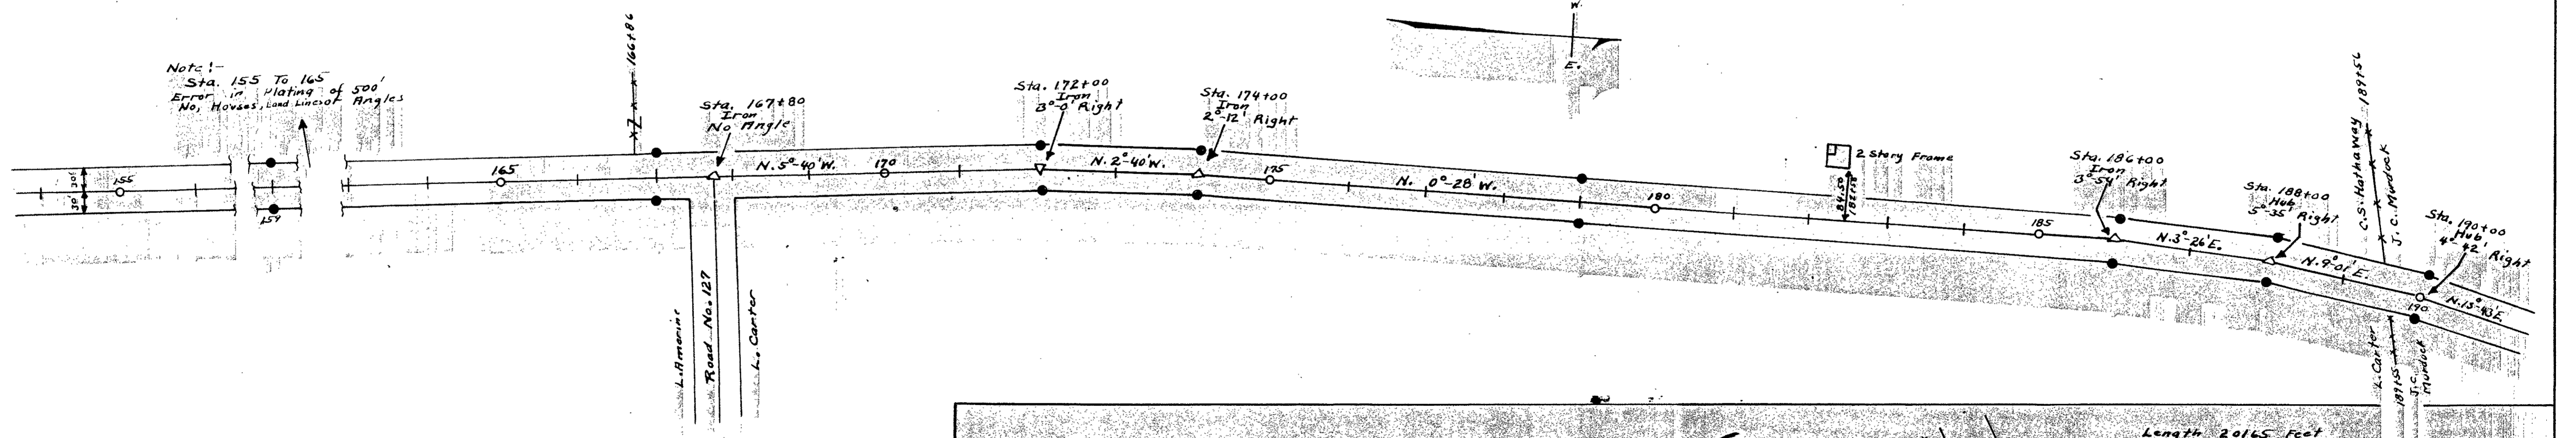 Note:-
Sta. 155 To 165
Error in Plating of 500'
No, Houses, Land Lines or Angles
166+86
Sta. 167+80
Iron
No Angle
Sta. 172+00
Iron
3°-0' Right
Sta. 174+00
Iron
2°-12' Right
W.
E.
2 Story Frame
84.50
Sta. 186+00
Iron
3°-54' Right
Sta. 188+00
Hub
5°-35' Right
C.S. Hathaway 189+56
J.C. Murdock
Sta. 190+00
Hub
4°-42' Right
30'
30'
155
165
N. 5°-40' W.
170
N. 2°-40' W.
175
N. 0°-28' W.
180
185
N. 3°-26' E.
N. 9°-01' E.
190
N. 13°-43' E.
L. Amerine
Road No. 127
L. Carter
L. Carter
189+55
J.C.
Murdock
Length 20165 Feet